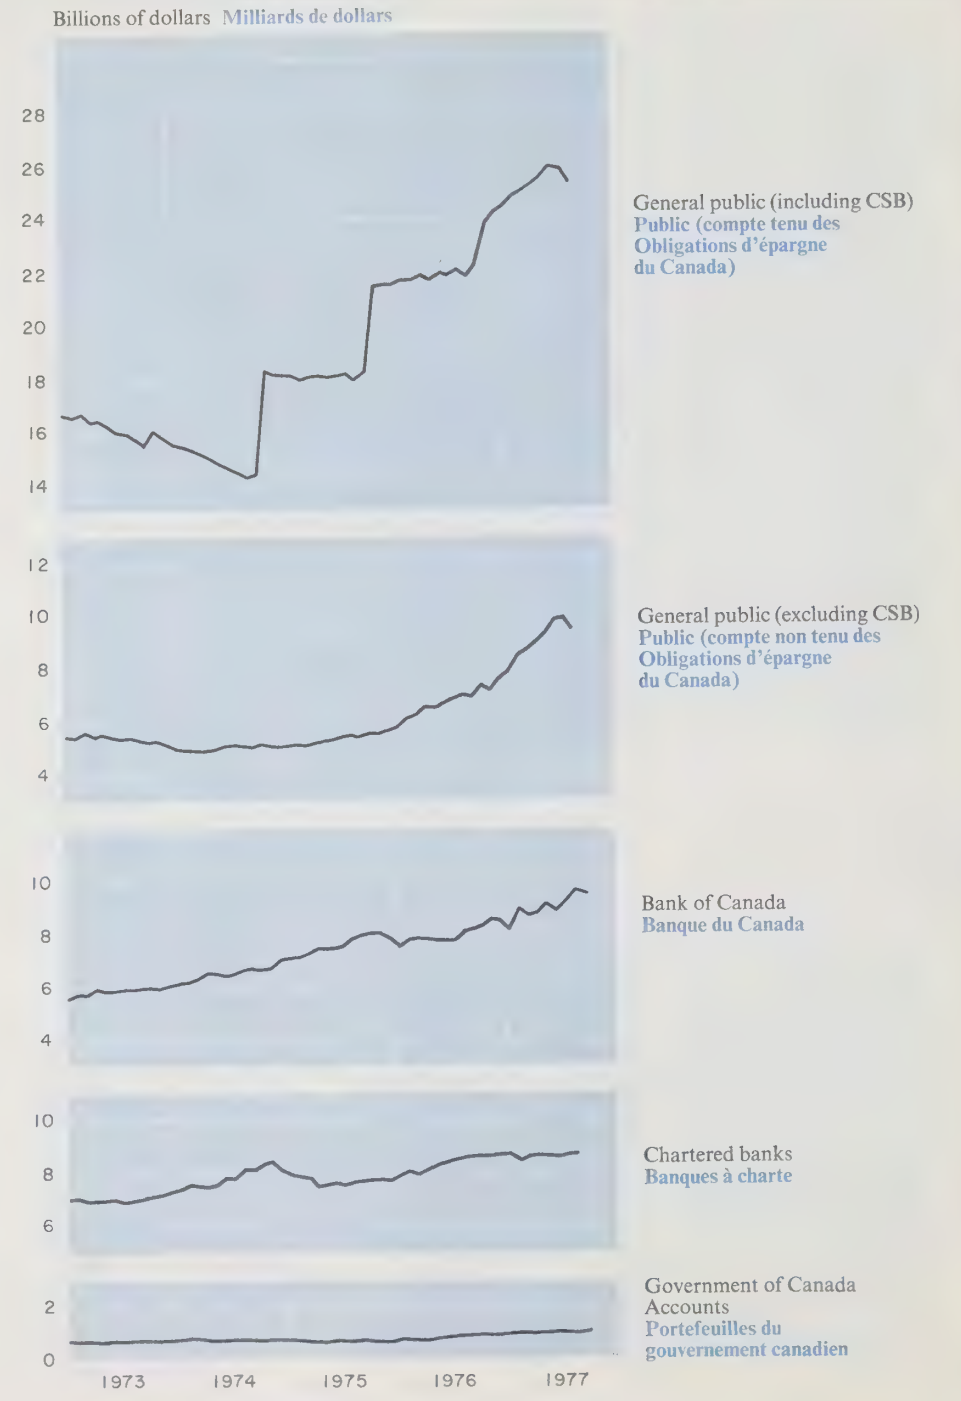 Billions of dollars Milliards de dollars
28
26
24
22
20
18
16
14
General public (including CSB)
Public (compte tenu des
Obligations d'épargne
du Canada)
12
10
8
6
4
General public (excluding CSB)
Public (compte non tenu des
Obligations d'épargne
du Canada)
10
8
6
4
Bank of Canada
Banque du Canada
10
8
6
Chartered banks
Banques à charte
2
0
Government of Canada
Accounts
Portefeuilles du
gouvernement canadien
1973 1974 1975 1976 1977